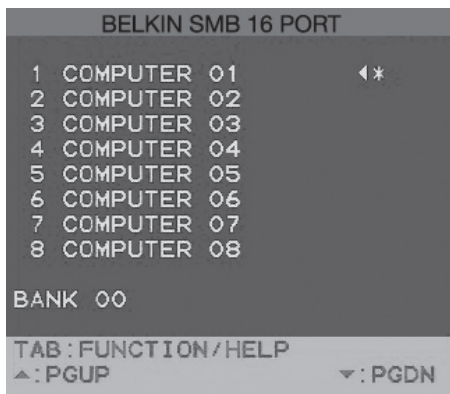 BELKIN SMB 16 PORT
1 COMPUTER 01 ◀*
2 COMPUTER 02
3 COMPUTER 03
4 COMPUTER 04
5 COMPUTER 05
6 COMPUTER 06
7 COMPUTER 07
8 COMPUTER 08
BANK 00
TAB:FUNCTION/HELP
▲:PGUP ▼:PGDN